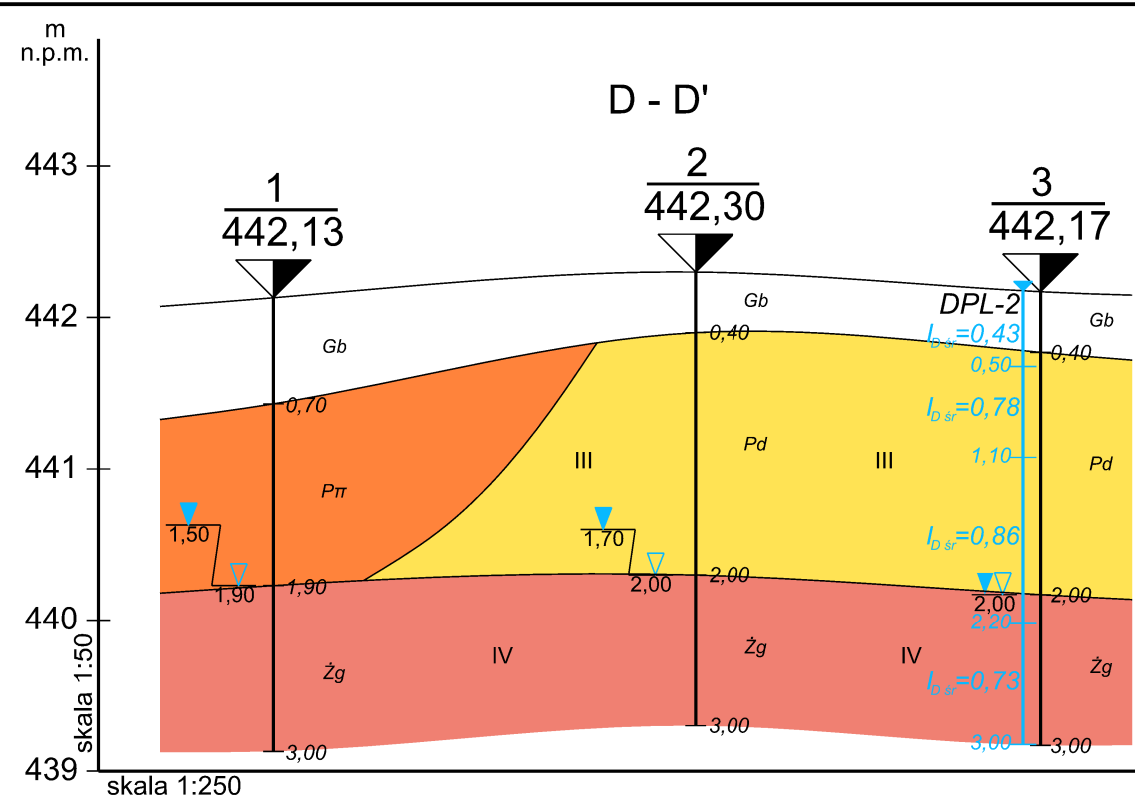 m
n.p.m.
D - D'
443
1
442,13
2
442,30
3
442,17
442
Gb
Gb
Gb
DPL-2
I_D śr=0,43
0,40
0,40
0,50
0,70
I_D śr=0,78
441
III
Pd
III
1,10
Pd
Pπ
1,50
1,70
I_D śr=0,86
1,90
1,90
2,00
2,00
2,00
2,00
440
2,20
skala 1:50
Żg
IV
Żg
IV
Żg
I_D śr=0,73
3,00
3,00
3,00
3,00
439
skala 1:250